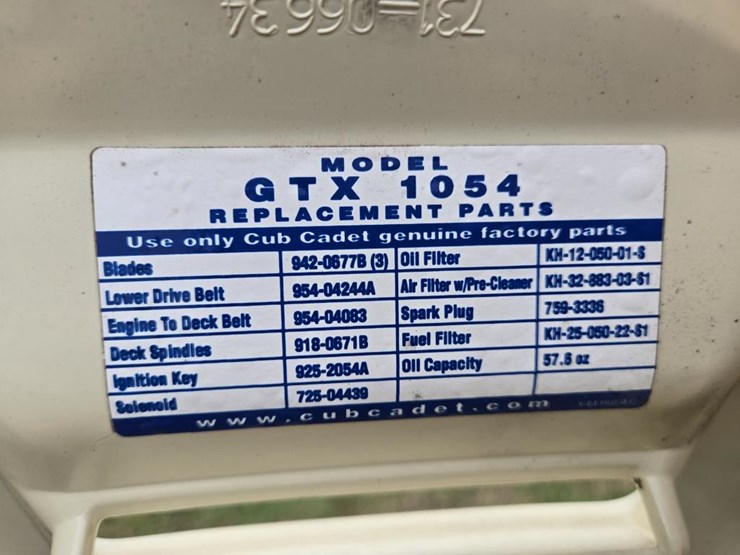 731-06634
MODEL
GTX 1054
REPLACEMENT PARTS
Use only Cub Cadet genuine factory parts
Blades 942-0677B (3) Oil Filter KH-12-050-01-S
Lower Drive Belt 954-04244A Air Filter w/Pre-Cleaner KH-32-883-03-S1
Engine To Deck Belt 954-04083 Spark Plug 759-3336
Deck Spindles 918-0671B Fuel Filter KH-25-050-22-S1
Ignition Key 925-2054A Oil Capacity 57.6 oz
Solenoid 725-04439
www.cubcadet.com